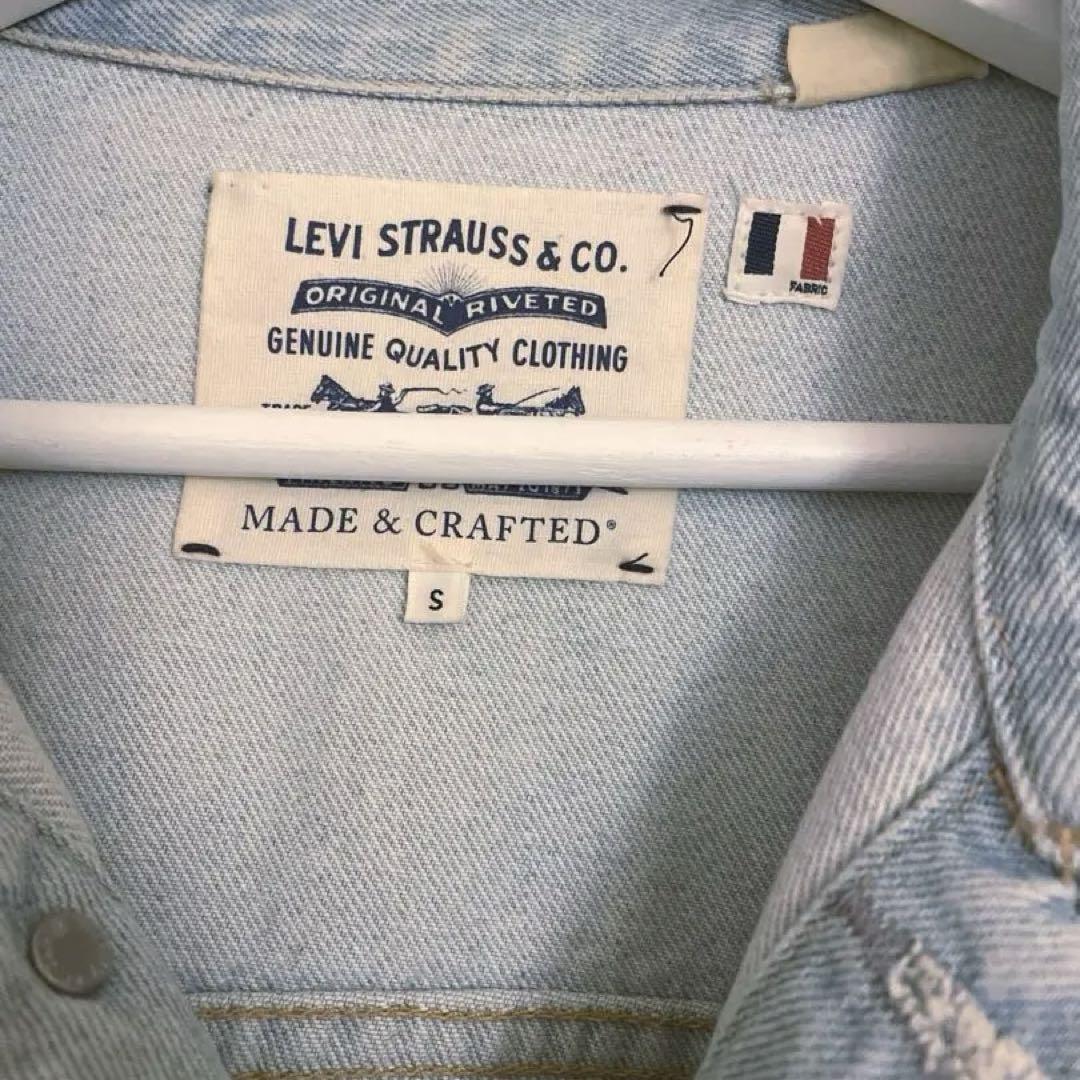 LEVI STRAUSS & CO.
ORIGINAL RIVETED
GENUINE QUALITY CLOTHING
MADE & CRAFTED®
S
FABRIC